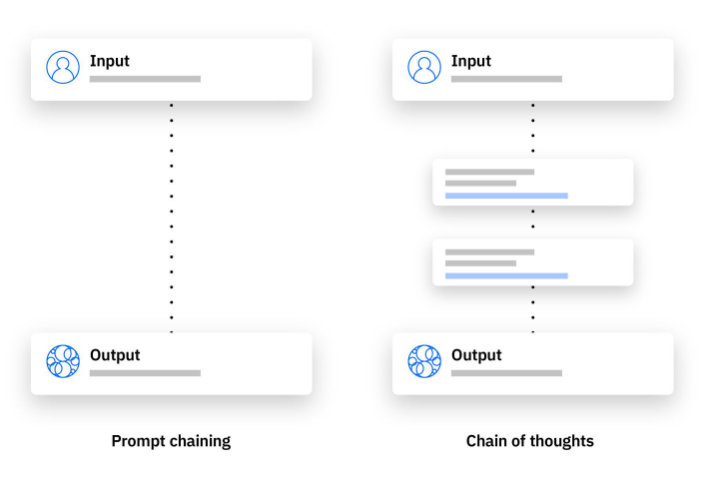 Input
Output
Prompt chaining
Input
Output
Chain of thoughts